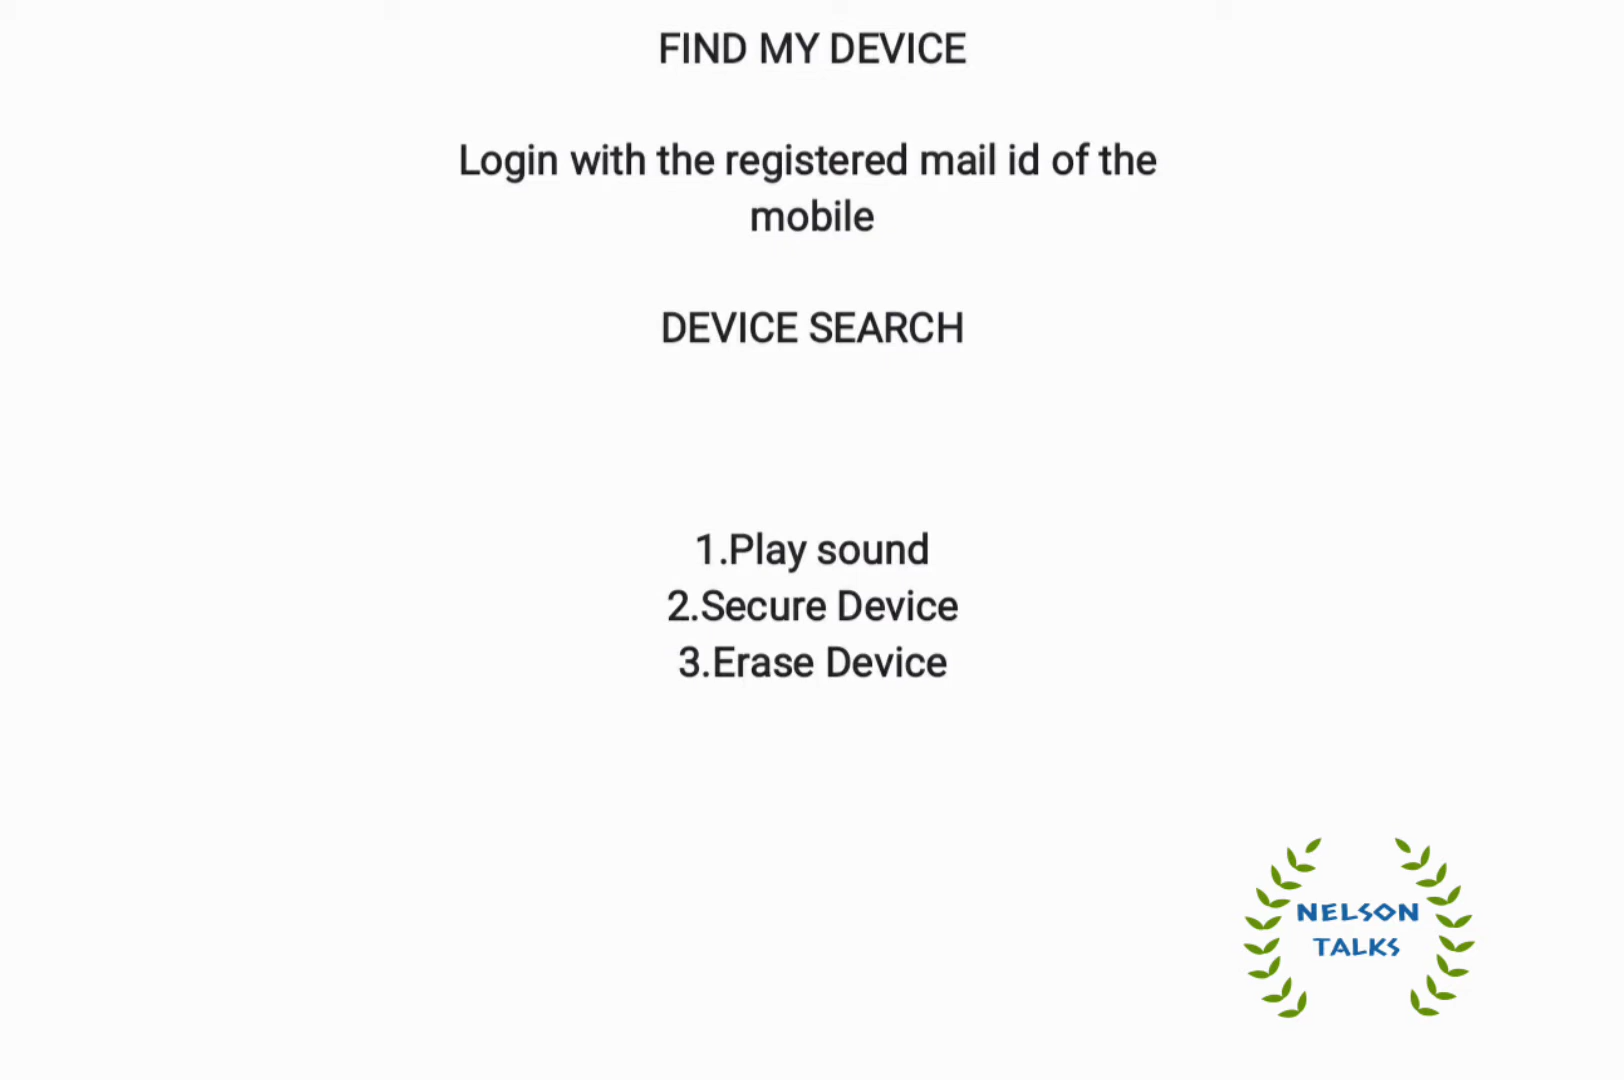 FIND MY DEVICE
Login with the registered mail id of the
mobile
DEVICE SEARCH
1.Play sound
2.Secure Device
3.Erase Device
NELSON
TALKS